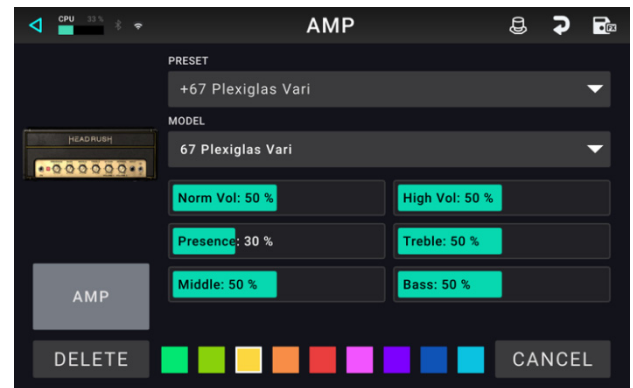 CPU 33 %
AMP
PRESET
+67 Plexiglas Vari
MODEL
67 Plexiglas Vari
HEADRUSH
Norm Vol: 50 %
High Vol: 50 %
Presence: 30 %
Treble: 50 %
Middle: 50 %
Bass: 50 %
AMP
DELETE
CANCEL